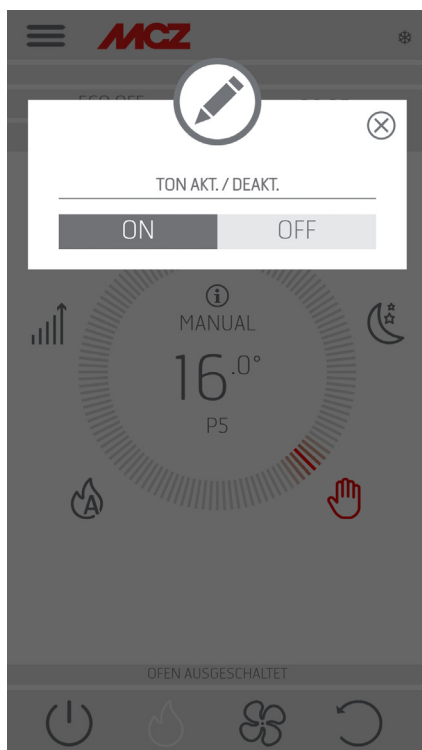 MCZ
TON AKT. / DEAKT.
ON OFF
MANUAL
16.0°
P5
A
OFEN AUSGESCHALTET